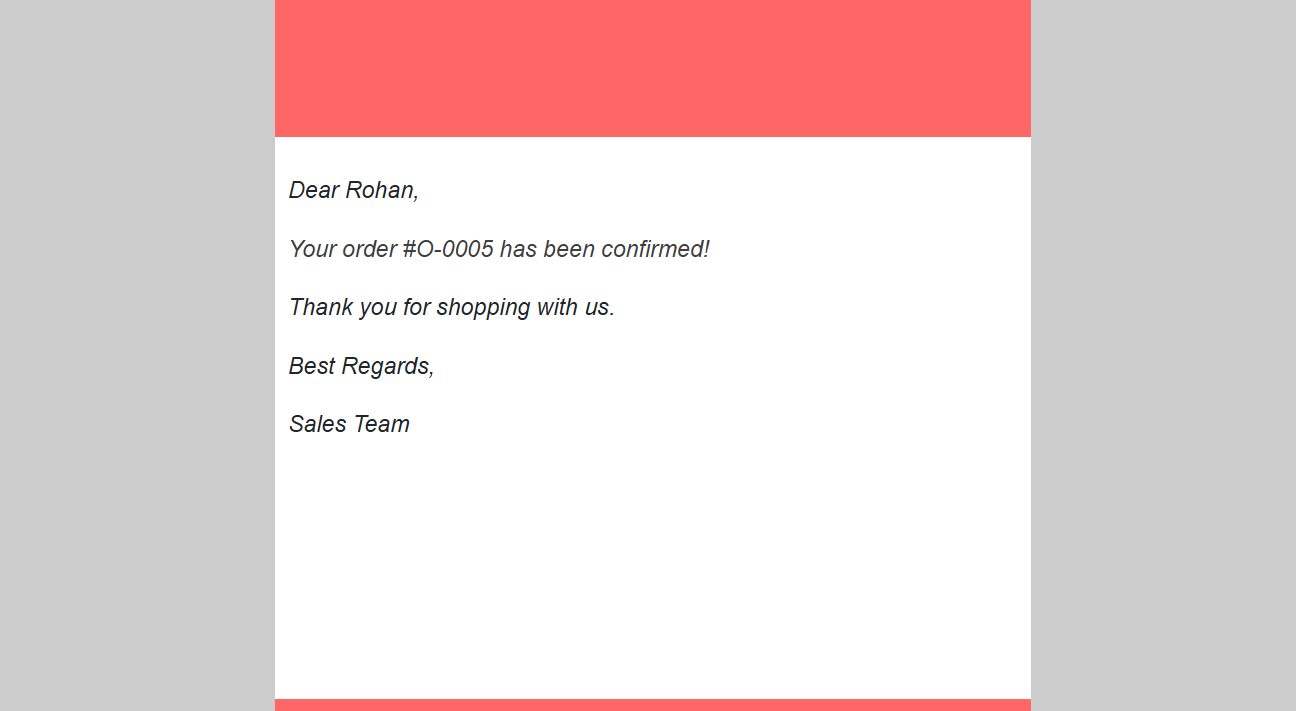 Dear Rohan,
Your order #O-0005 has been confirmed!
Thank you for shopping with us.
Best Regards,
Sales Team